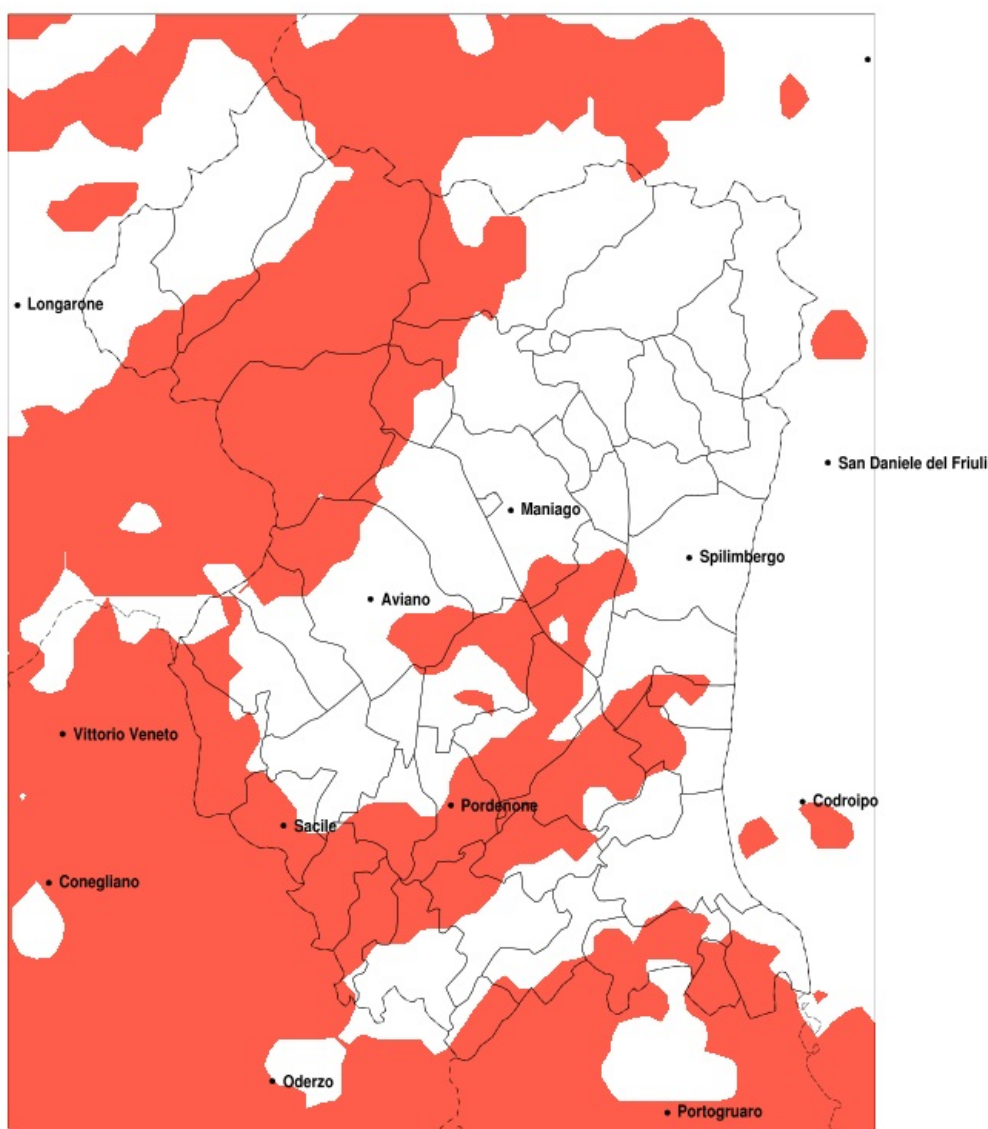 Longarone
San Daniele del Friuli
Maniago
Spilimbergo
Aviano
Vittorio Veneto
Codroipo
Pordenone
Sacile
Conegliano
Oderzo
Portogruaro